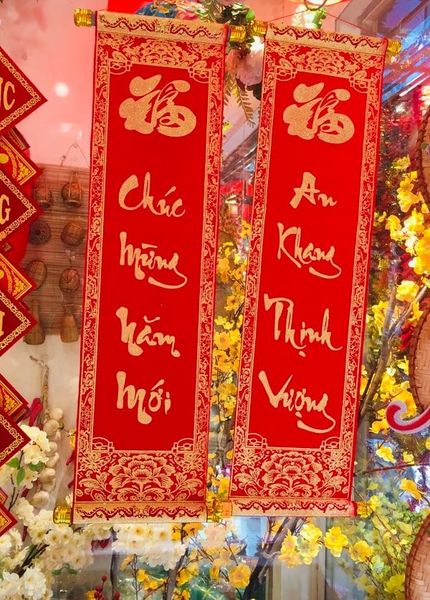 福
Chúc
Mừng
Năm
Mới
福
An
Khang
Thịnh
Vượng